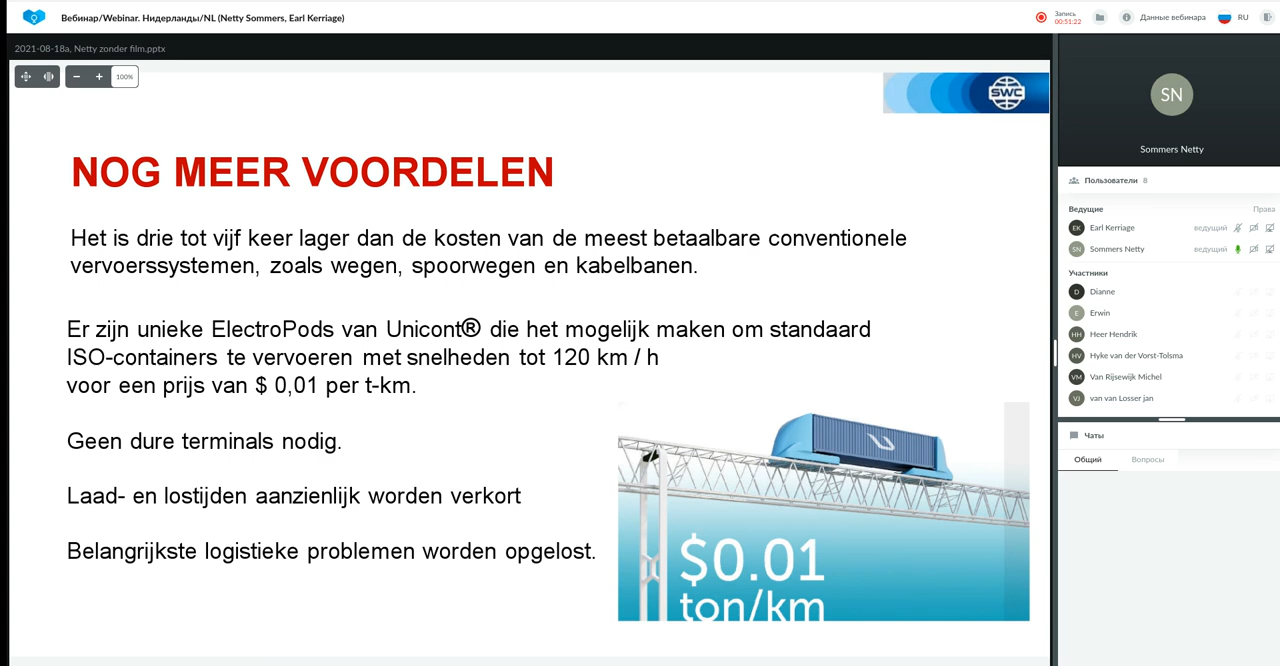 Вебинар/Webinar. Нидерланды/NL (Netty Sommers, Earl Kerriage)
Запись
00:51:22
Данные вебинара
RU
2021-08-18a, Netty zonder film.pptx
100%
SWC
NOG MEER VOORDELEN
Het is drie tot vijf keer lager dan de kosten van de meest betaalbare conventionele
vervoerssystemen, zoals wegen, spoorwegen en kabelbanen.
Er zijn unieke ElectroPods van Unicont® die het mogelijk maken om standaard
ISO-containers te vervoeren met snelheden tot 120 km / h
voor een prijs van $ 0,01 per t-km.
Geen dure terminals nodig.
Laad- en lostijden aanzienlijk worden verkort
Belangrijkste logistieke problemen worden opgelost.
$0.01
ton/km
SN
Sommers Netty
Пользователи 8
Ведущие Права
EK Earl Kerriage ведущий
SN Sommers Netty ведущий
Участники
D Dianne
E Erwin
HH Heer Hendrik
HV Hyke van der Vorst-Tolsma
VM Van Rijsewijk Michel
VJ van van Losser jan
Чаты
Общий Вопросы